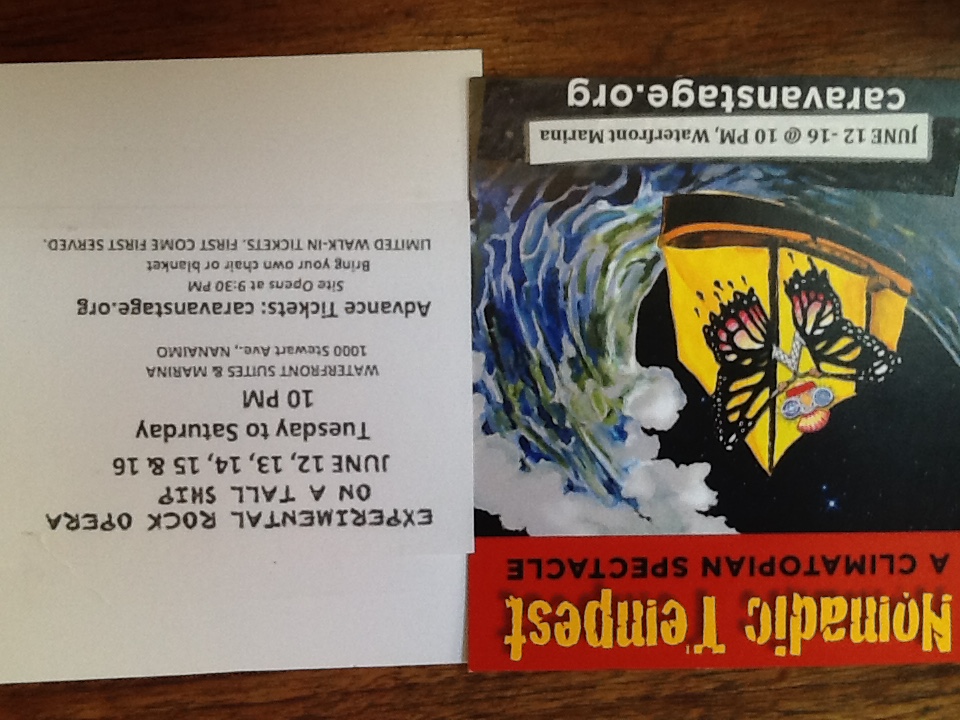 Nomadic Tempest
A CLIMATOPIAN SPECTACLE
JUNE 12 -16 @ 10 PM, Waterfront Marina
caravanstage.org
EXPERIMENTAL ROCK OPERA
ON A TALL SHIP
JUNE 12, 13, 14, 15 & 16
Tuesday to Saturday
10 PM
WATERFRONT SUITES & MARINA
1000 Stewart Ave., NANAIMO
Advance Tickets: caravanstage.org
Site Opens at 9:30 PM
Bring your own chair or blanket
LIMITED WALK-IN TICKETS. FIRST COME FIRST SERVED.